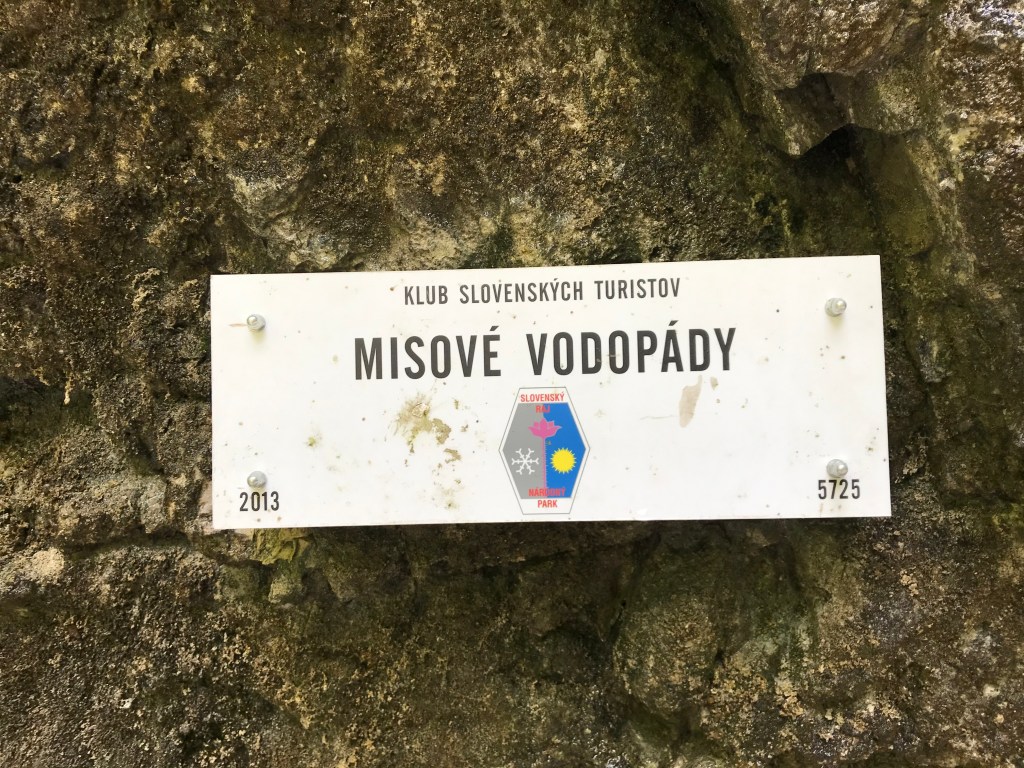 KLUB SLOVENSKÝCH TURISTOV
MISOVÉ VODOPÁDY
SLOVENSKÝ
RAJ
NÁRODNÝ
PARK
2013
5725